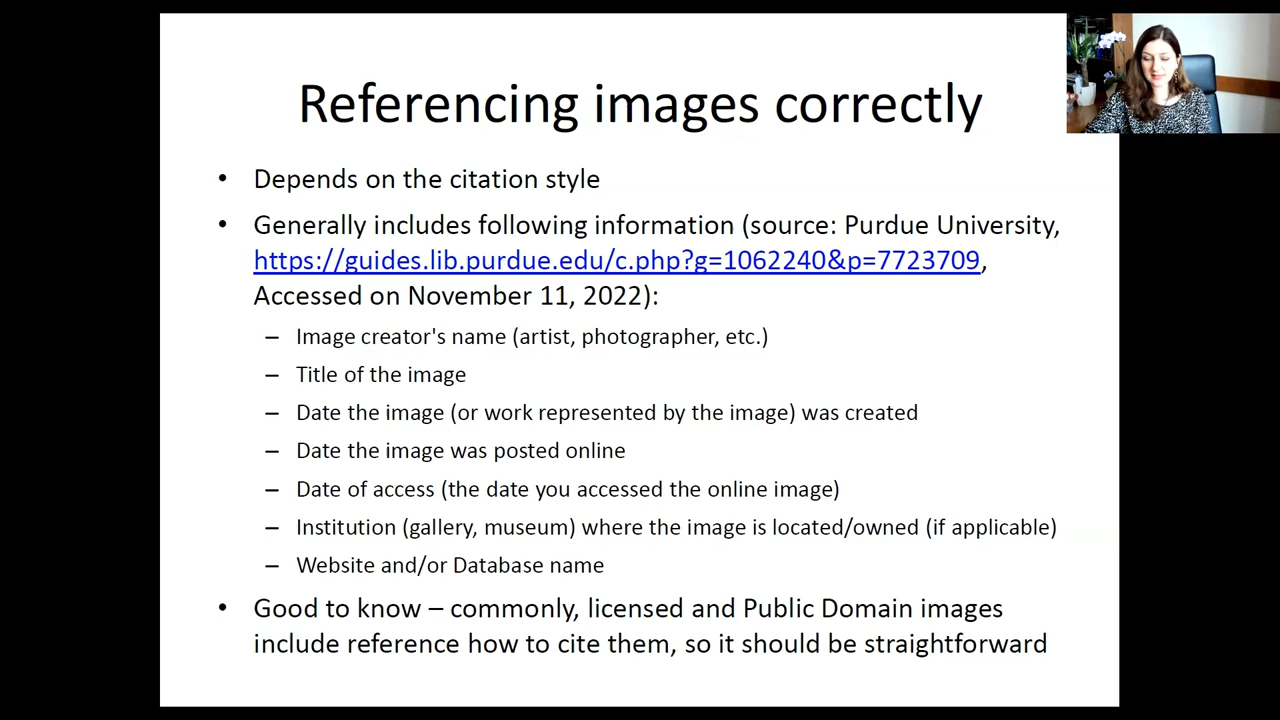 Referencing images correctly
• Depends on the citation style
• Generally includes following information (source: Purdue University,
https://guides.lib.purdue.edu/c.php?g=1062240&p=7723709,
Accessed on November 11, 2022):
– Image creator's name (artist, photographer, etc.)
– Title of the image
– Date the image (or work represented by the image) was created
– Date the image was posted online
– Date of access (the date you accessed the online image)
– Institution (gallery, museum) where the image is located/owned (if applicable)
– Website and/or Database name
• Good to know – commonly, licensed and Public Domain images
include reference how to cite them, so it should be straightforward